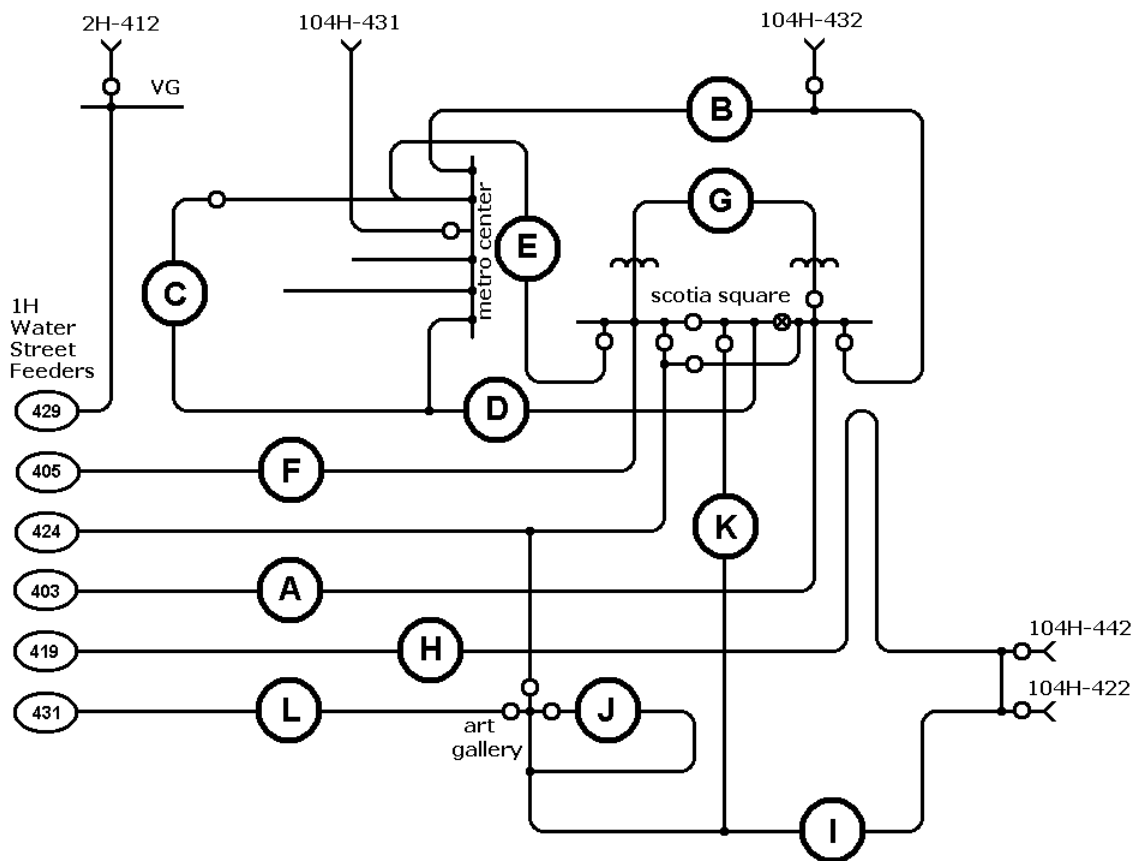 2H-412
104H-431
104H-432
VG
B
G
metro center
E
C
scotia square
1H
Water
Street
Feeders
429
D
405
F
424
K
403
A
104H-442
419
H
104H-422
431
L
J
art
gallery
I